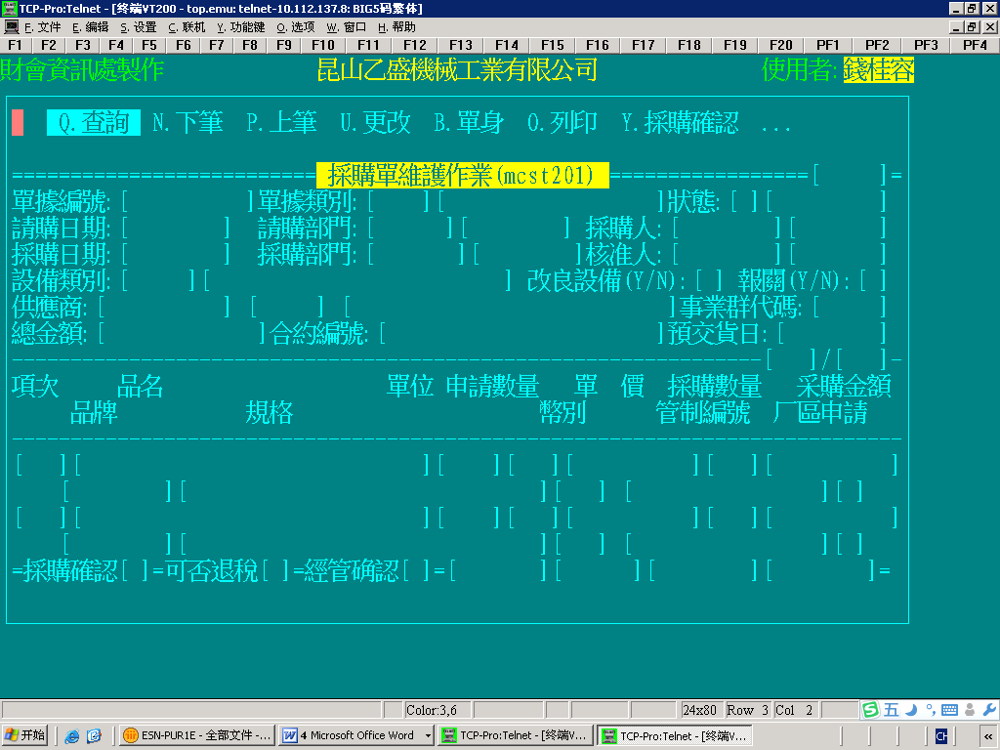 TCP-Pro:Telnet - [终端VT200 - top.emu: telnet-10.112.137.8: BIG5码繁体]
F. 文件 E. 编辑 S. 设置 C. 联机 Y. 功能键 O. 选项 W. 窗口 H. 帮助
F1 F2 F3 F4 F5 F6 F7 F8 F9 F10 F11 F12 F13 F14 F15 F16 F17 F18 F19 F20 PF1 PF2 PF3 PF4
財會資訊處製作 昆山乙盛機械工業有限公司 使用者: 錢桂容
Q.查詢 N.下筆 P.上筆 U.更改 B.單身 O.列印 Y.採購確認 ...
==========================採購單維護作業(mcst201)=================[ ]=
單據編號:[ ]單據類別:[ ][ ]狀態:[ ][ ]
請購日期:[ ] 請購部門:[ ][ ] 採購人:[ ][ ]
採購日期:[ ] 採購部門:[ ][ ]核准人:[ ][ ]
設備類別:[ ][ ] 改良設備(Y/N):[ ] 報關(Y/N):[ ]
供應商:[ ] [ ] [ ]事業群代碼:[ ]
總金額:[ ]合約編號:[ ]預交貨日:[ ]
----------------------------------------------------------------[ ]/[ ]-
項次 品名 單位 申請數量 單 價 採購數量 采購金額
品牌 規格 幣別 管制編號 厂區申請
----------------------------------------------------------------------------
[ ][ ][ ][ ][ ][ ][ ]
[ ][ ][ ] [ ][ ]
[ ][ ][ ][ ][ ][ ][ ]
[ ][ ][ ] [ ][ ]
=採購確認[ ]=可否退稅[ ]=經管确認[ ]=[ ][ ][ ][ ]=
Color:3,6 24x80 Row 3 Col 2 五
开始 ESN-PUR1E - 全部文件 -... 4 Microsoft Office Word TCP-Pro:Telnet - [终端V... TCP-Pro:Telnet - [终端V... CH «